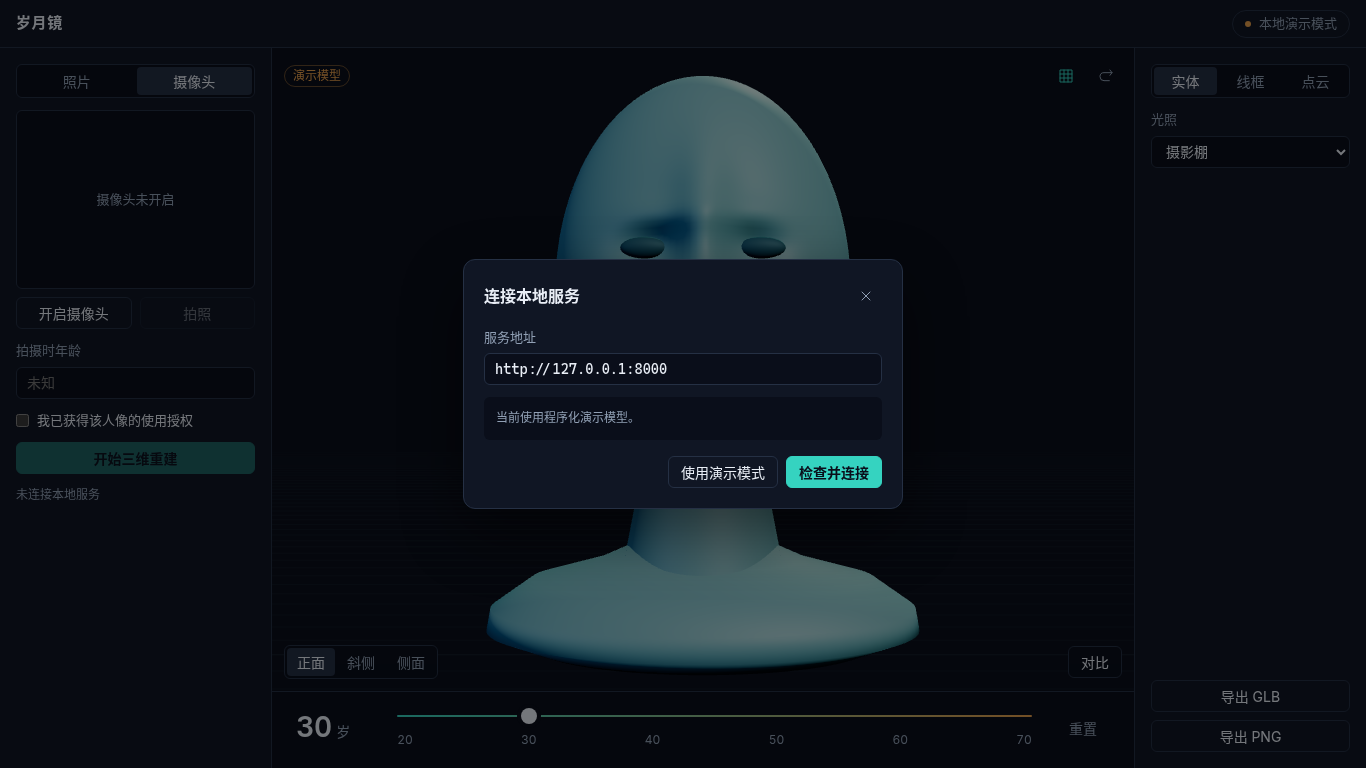 岁月镜
本地演示模式
照片
摄像头
摄像头未开启
开启摄像头
拍照
拍摄时年龄
未知
我已获得该人像的使用授权
开始三维重建
未连接本地服务
演示模型
连接本地服务
服务地址
http://127.0.0.1:8000
当前使用程序化演示模型。
使用演示模式
检查并连接
正面
斜侧
侧面
对比
30 岁
20 30 40 50 60 70
重置
实体
线框
点云
光照
摄影棚
导出 GLB
导出 PNG